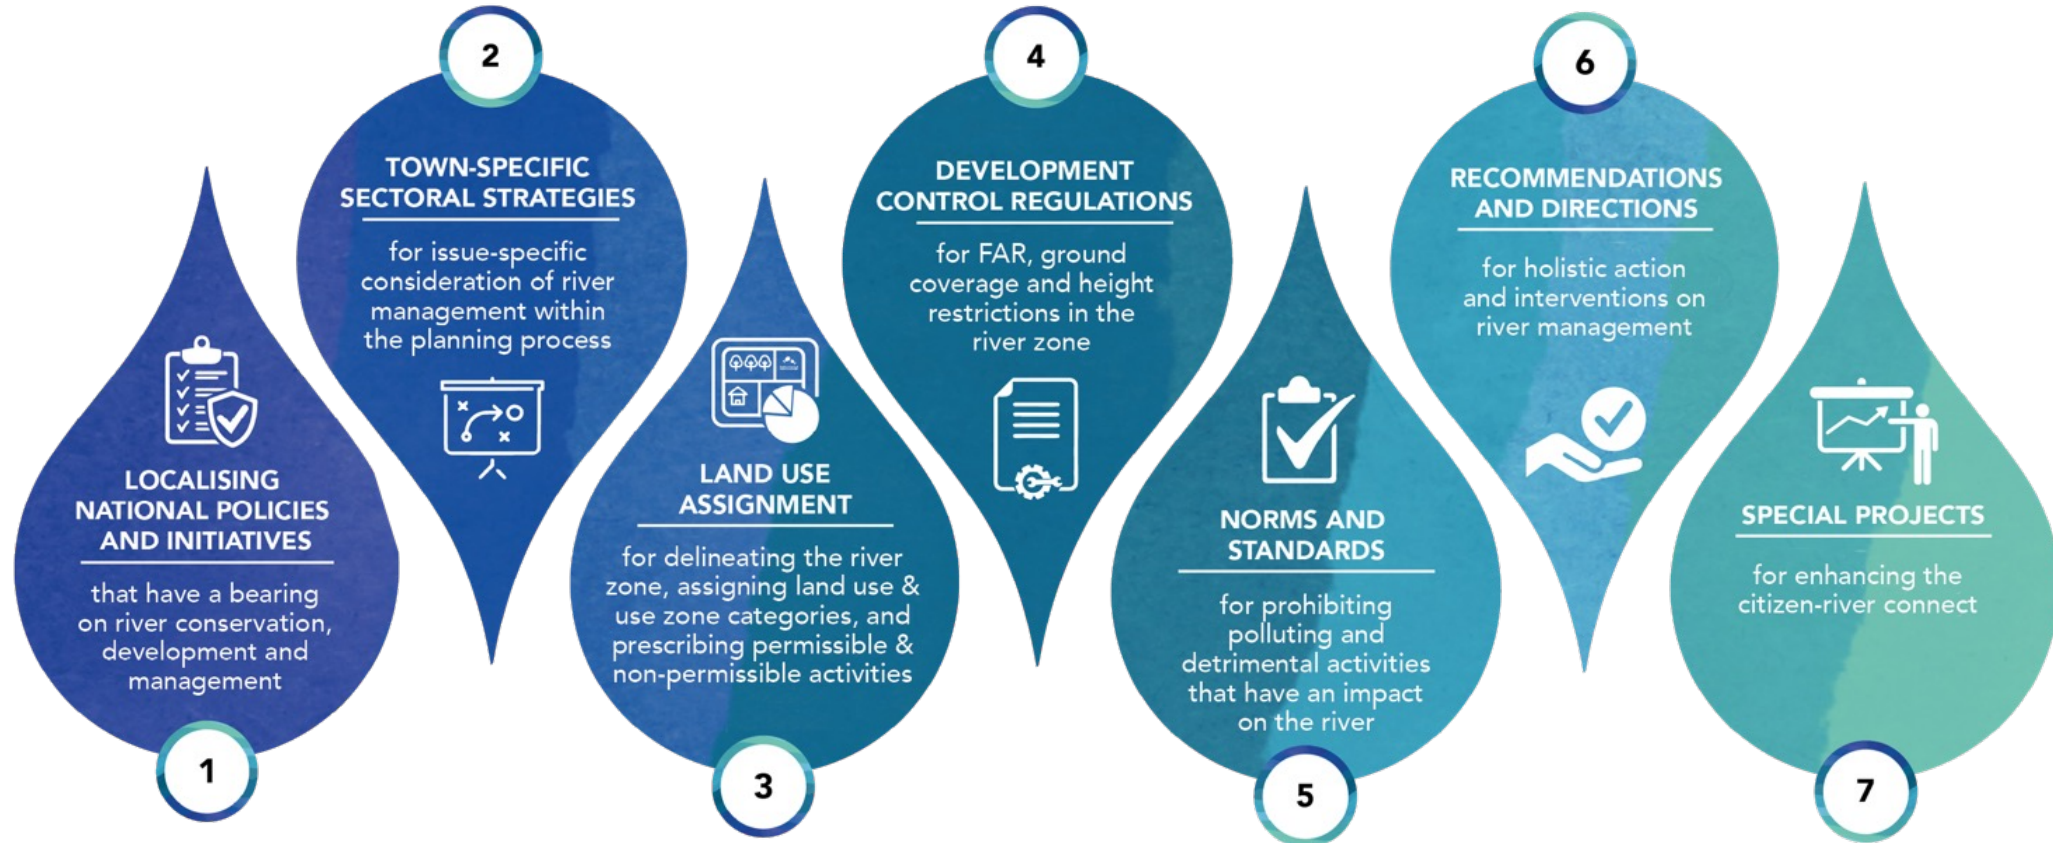 1
LOCALISING
NATIONAL POLICIES
AND INITIATIVES
that have a bearing
on river conservation,
development and
management
2
TOWN-SPECIFIC
SECTORAL STRATEGIES
for issue-specific
consideration of river
management within
the planning process
3
LAND USE
ASSIGNMENT
for delineating the river
zone, assigning land use &
use zone categories, and
prescribing permissible &
non-permissible activities
4
DEVELOPMENT
CONTROL REGULATIONS
for FAR, ground
coverage and height
restrictions in the
river zone
5
NORMS AND
STANDARDS
for prohibiting
polluting and
detrimental activities
that have an impact
on the river
6
RECOMMENDATIONS
AND DIRECTIONS
for holistic action
and interventions on
river management
7
SPECIAL PROJECTS
for enhancing the
citizen-river connect